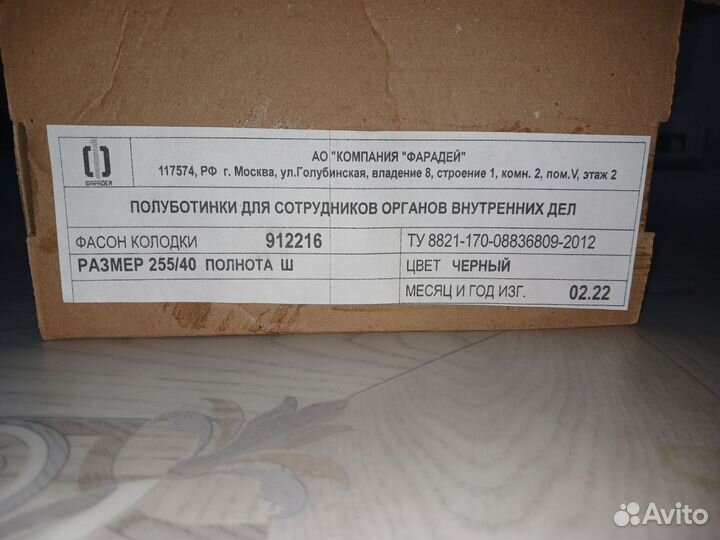 АО "КОМПАНИЯ "ФАРАДЕЙ"
117574, РФ г. Москва, ул.Голубинская, владение 8, строение 1, комн. 2, пом.V, этаж 2
ФАРАДЕЙ
ПОЛУБОТИНКИ ДЛЯ СОТРУДНИКОВ ОРГАНОВ ВНУТРЕННИХ ДЕЛ
ФАСОН КОЛОДКИ 912216 ТУ 8821-170-08836809-2012
РАЗМЕР 255/40 ПОЛНОТА Ш ЦВЕТ ЧЕРНЫЙ
МЕСЯЦ И ГОД ИЗГ. 02.22
Avito